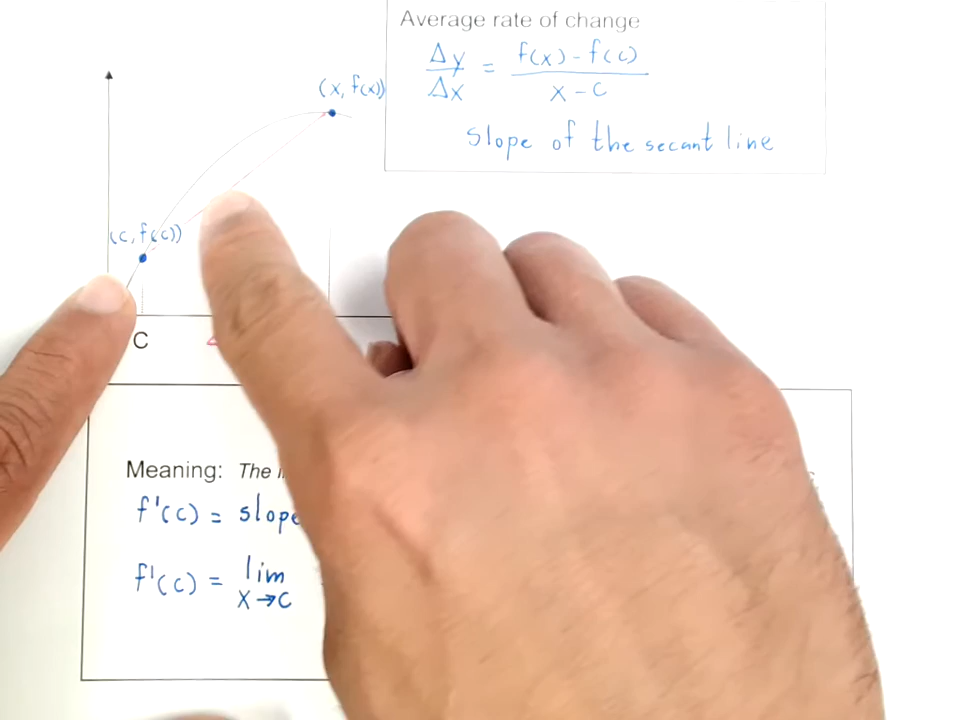 Average rate of change
Δy/Δx = f(x) - f(c)/x - c
(x, f(x))
slope of the secant line
(c, f(c))
C
Meaning: The
f'(c) = slope
f'(c) = lim x→c